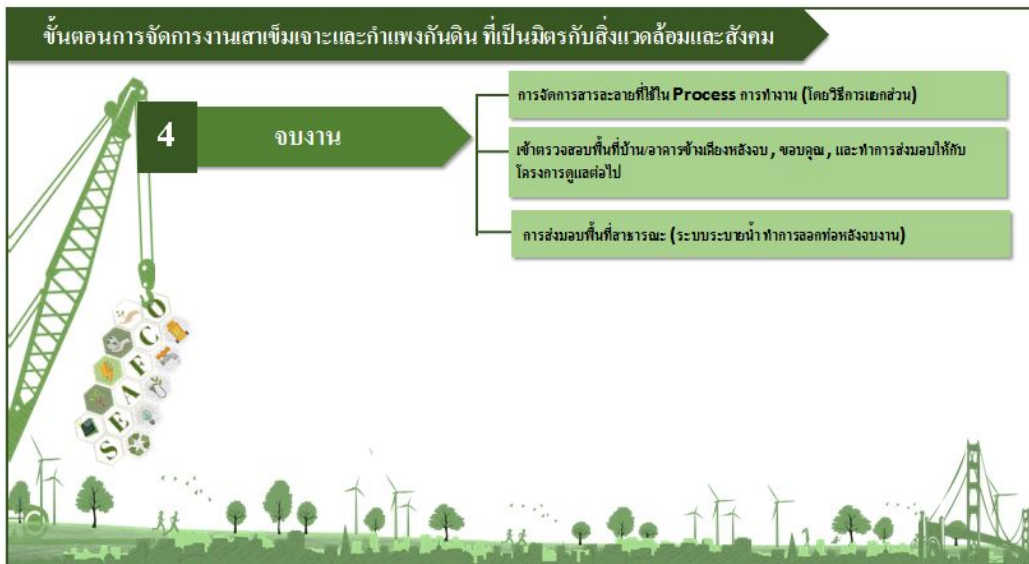 ขั้นตอนการจัดการงานเสาเข็มเจาะและกำแพงกันดิน ที่เป็นมิตรกับสิ่งแวดล้อมและสังคม
4
จบงาน
การจัดการสารละลายที่ใช้ใน Process การทำงาน (โดยวิธีการแยกส่วน)
เข้าตรวจสอบพื้นที่บ้าน/อาคารข้างเคียงหลังจบ , ขอบคุณ , และทำการส่งมอบให้กับ
โครงการดูแลต่อไป
การส่งมอบพื้นที่สาธารณะ (ระบบระบายน้ำ ทำการลอกท่อหลังจบงาน)
SEAFCO